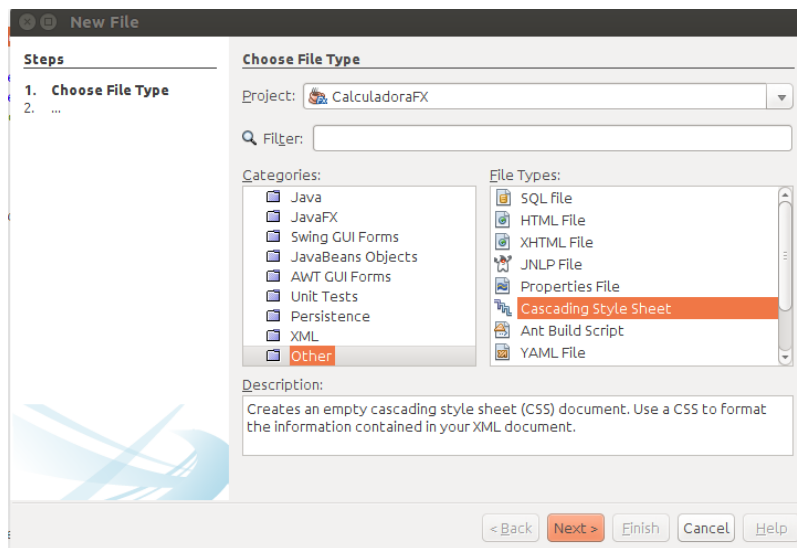 New File
Steps
1. Choose File Type
2. ...
Choose File Type
Project: CalculadoraFX
Filter:
Categories:
Java
JavaFX
Swing GUI Forms
JavaBeans Objects
AWT GUI Forms
Unit Tests
Persistence
XML
Other
File Types:
SQL file
HTML File
XHTML File
JNLP File
Properties File
Cascading Style Sheet
Ant Build Script
YAML File
Description:
Creates an empty cascading style sheet (CSS) document. Use a CSS to format
the information contained in your XML document.
< Back Next > Finish Cancel Help